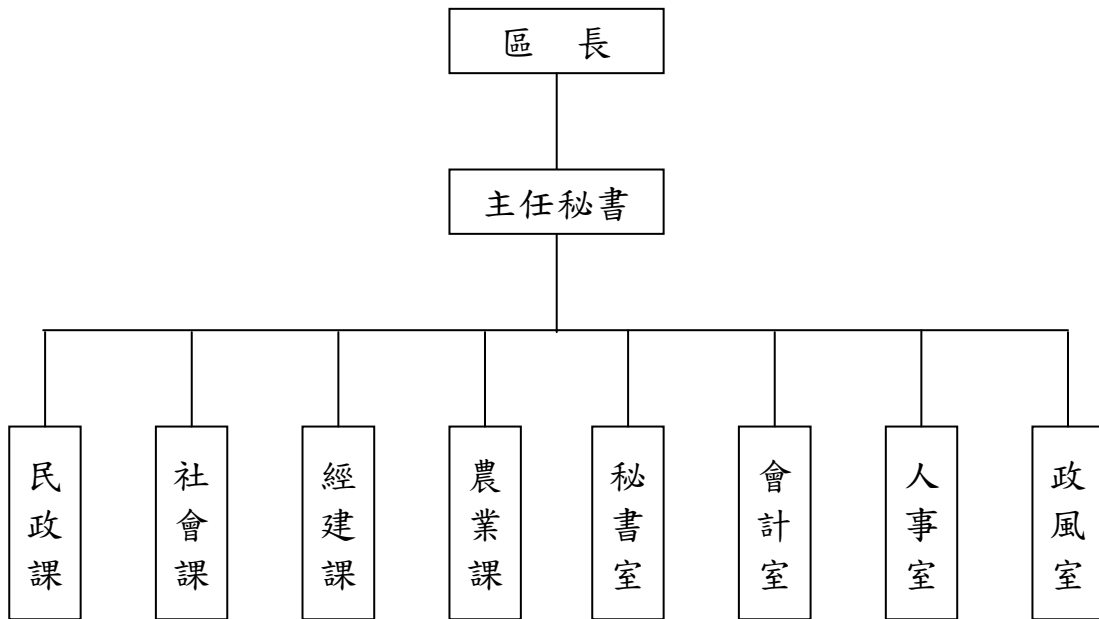 區　長
主任秘書
民政課
社會課
經建課
農業課
秘書室
會計室
人事室
政風室